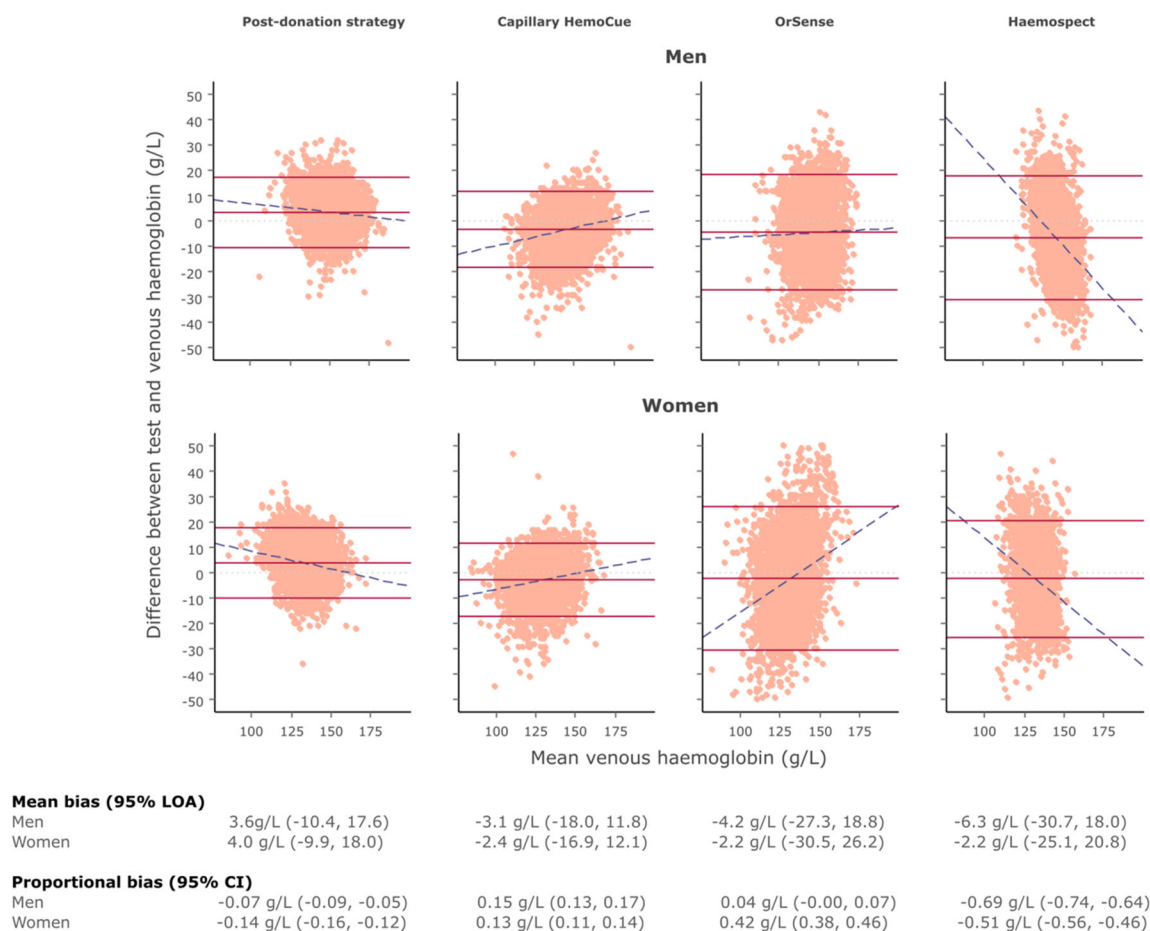 Post-donation strategy Capillary HemoCue OrSense Haemospect
Men
Difference between test and venous haemoglobin (g/L)
50
40
30
20
10
0
-10
-20
-30
-40
-50
Women
50
40
30
20
10
0
-10
-20
-30
-40
-50
100 125 150 175 100 125 150 175 100 125 150 175 100 125 150 175
Mean venous haemoglobin (g/L)
Mean bias (95% LOA)
Men 3.6g/L (-10.4, 17.6) -3.1 g/L (-18.0, 11.8) -4.2 g/L (-27.3, 18.8) -6.3 g/L (-30.7, 18.0)
Women 4.0 g/L (-9.9, 18.0) -2.4 g/L (-16.9, 12.1) -2.2 g/L (-30.5, 26.2) -2.2 g/L (-25.1, 20.8)
Proportional bias (95% CI)
Men -0.07 g/L (-0.09, -0.05) 0.15 g/L (0.13, 0.17) 0.04 g/L (-0.00, 0.07) -0.69 g/L (-0.74, -0.64)
Women -0.14 g/L (-0.16, -0.12) 0.13 g/L (0.11, 0.14) 0.42 g/L (0.38, 0.46) -0.51 g/L (-0.56, -0.46)